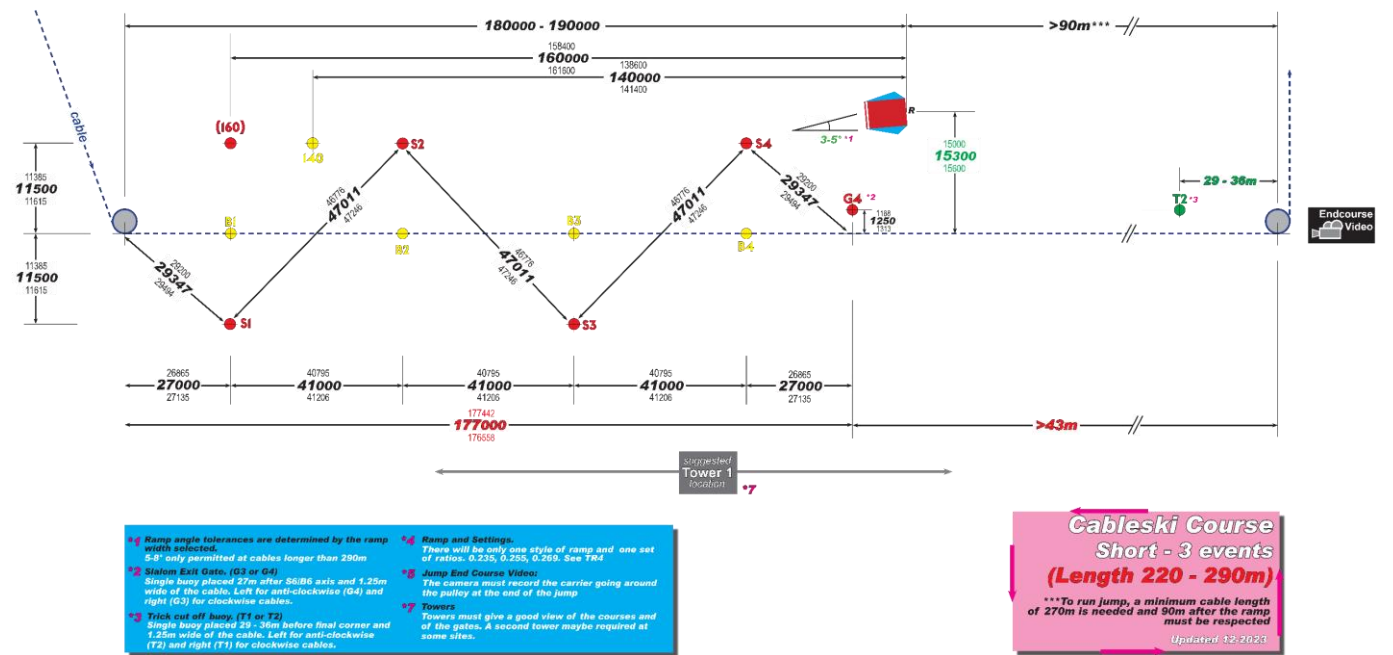 180000 - 190000
>90m***
158400
160000
161600
138600
140000
141400
cable
(160)
140
S2
S4
R
3-5° *1
15000
15300
15600
29 - 36m
11385
11500
11615
46776
47011
47246
46776
47011
47246
46776
47011
47246
29200
29347
29494
G4 *2
1188
1250
1313
T2 *3
Endcourse
Video
B1
B2
B3
B4
11385
11500
11615
29200
29347
29494
S1
S3
26865
27000
27135
40795
41000
41206
40795
41000
41206
40795
41000
41206
26865
27000
27135
177442
177000
176558
>43m
suggested
Tower 1
location
*7
*1 Ramp angle tolerances are determined by the ramp
width selected.
5-8° only permitted at cables longer than 290m
*2 Slalom Exit Gate. (G3 or G4)
Single buoy placed 27m after S6/B6 axis and 1.25m
wide of the cable. Left for anti-clockwise (G4) and
right (G3) for clockwise cables.
*3 Trick cut off buoy. (T1 or T2)
Single buoy placed 29 - 36m before final corner and
1.25m wide of the cable. Left for anti-clockwise
(T2) and right (T1) for clockwise cables.
*4 Ramp and Settings.
There will be only one style of ramp and one set
of ratios. 0.235, 0.255, 0.269. See TR4
*5 Jump End Course Video:
The camera must record the carrier going around
the pulley at the end of the jump
*7 Towers
Towers must give a good view of the courses and
of the gates. A second tower maybe required at
some sites.
Cableski Course
Short - 3 events
(Length 220 - 290m)
***To run jump, a minimum cable length
of 270m is needed and 90m after the ramp
must be respected
Updated 12-2023